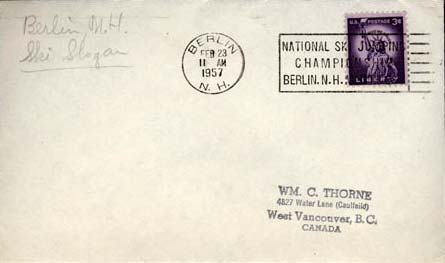 Berlin, N.H.
Ski Slogan
BERLIN
FEB 23
11 AM
1957
N. H.
NATIONAL SKI JUMPING
CHAMPIONSHIP
BERLIN. N.H.
U.S. POSTAGE 3¢
LIBERTY
WM. C. THORNE
4827 Water Lane (Caulfeild)
West Vancouver, B.C.
CANADA